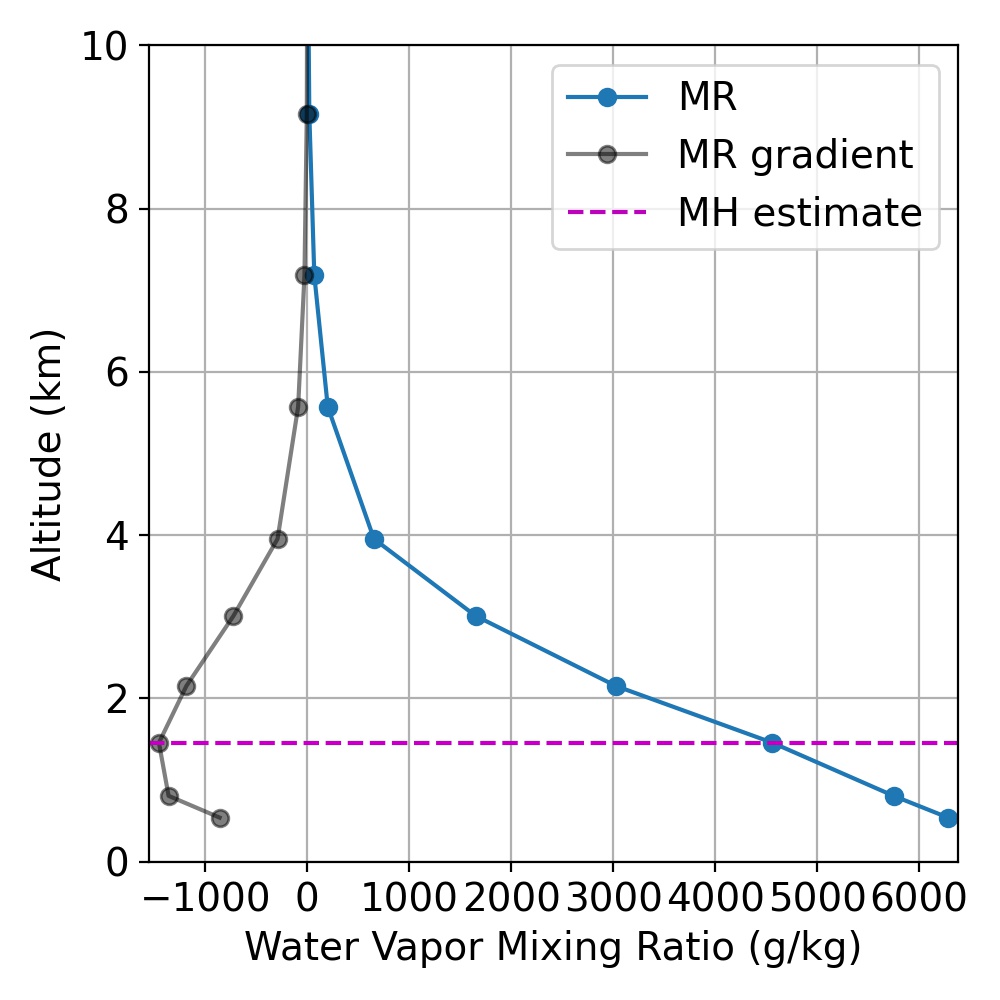 10
8
6
4
2
0
Altitude (km)
MR
MR gradient
MH estimate
−1000 0 1000 2000 3000 4000 5000 6000
Water Vapor Mixing Ratio (g/kg)